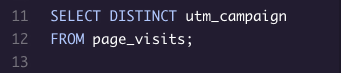 11 SELECT DISTINCT utm_campaign
12 FROM page_visits;
13